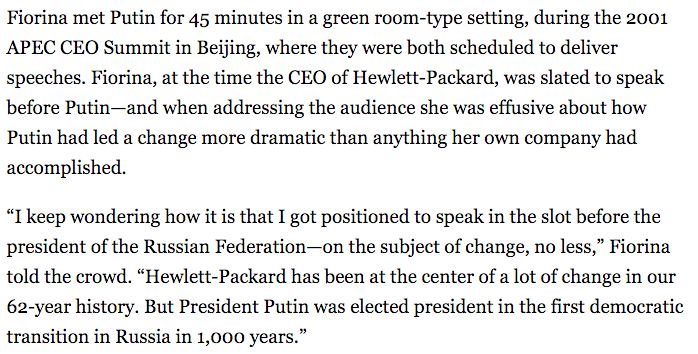 Fiorina met Putin for 45 minutes in a green room-type setting, during the 2001
APEC CEO Summit in Beijing, where they were both scheduled to deliver
speeches. Fiorina, at the time the CEO of Hewlett-Packard, was slated to speak
before Putin—and when addressing the audience she was effusive about how
Putin had led a change more dramatic than anything her own company had
accomplished.
“I keep wondering how it is that I got positioned to speak in the slot before the
president of the Russian Federation—on the subject of change, no less,” Fiorina
told the crowd. “Hewlett-Packard has been at the center of a lot of change in our
62-year history. But President Putin was elected president in the first democratic
transition in Russia in 1,000 years.”